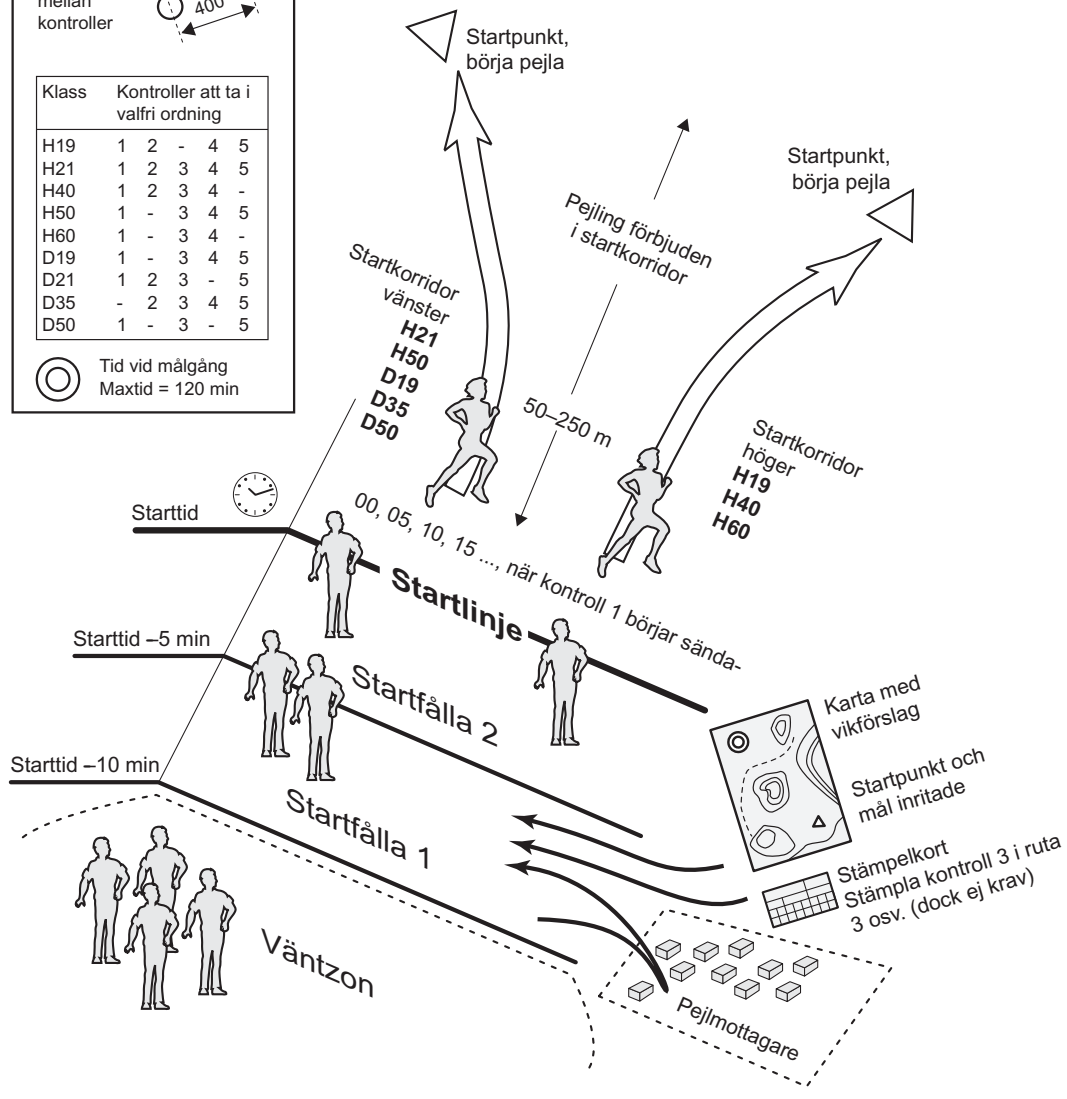 mellan
kontroller
400
Klass Kontroller att ta i
valfri ordning
H19 1 2 - 4 5
H21 1 2 3 4 5
H40 1 2 3 4 -
H50 1 - 3 4 5
H60 1 - 3 4 -
D19 1 - 3 4 5
D21 1 2 3 - 5
D35 - 2 3 4 5
D50 1 - 3 - 5
Tid vid målgång
Maxtid = 120 min
Startpunkt,
börja pejla
Startpunkt,
börja pejla
Pejling förbjuden
i startkorridor
Startkorridor
vänster
H21
H50
D19
D35
D50
50–250 m
Startkorridor
höger
H19
H40
H60
Starttid
00, 05, 10, 15 ..., när kontroll 1 börjar sända-
Startlinje
Starttid –5 min
Startfålla 2
Starttid –10 min
Startfålla 1
Väntzon
Karta med
vikförslag
Startpunkt och
mål inritade
Stämpelkort
Stämpla kontroll 3 i ruta
3 osv. (dock ej krav)
Pejlmottagare